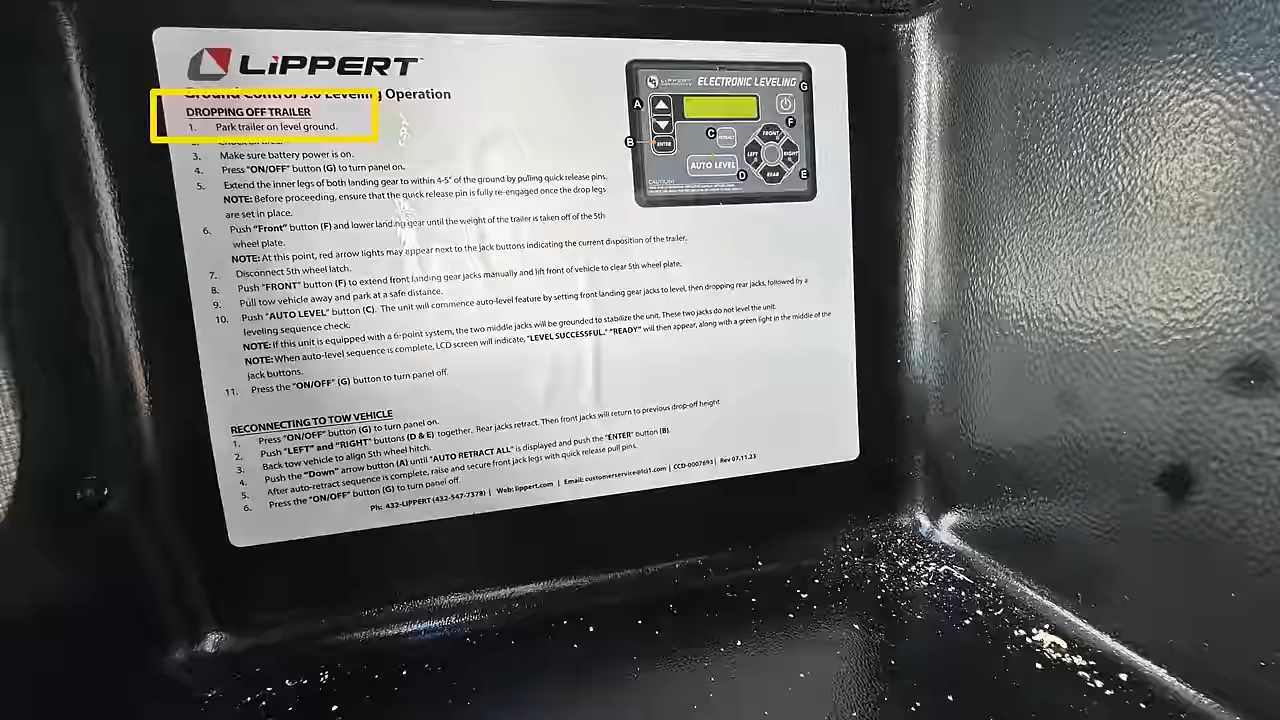 LIPPERT
Ground Control 3.0 Leveling Operation
DROPPING OFF TRAILER
1. Park trailer on level ground.
2.
3. Make sure battery power is on.
4. Press "ON/OFF" button (G) to turn panel on.
5. Extend the inner legs of both landing gear to within 4-5" of the ground by pulling quick release pins.
NOTE: Before proceeding, ensure that the quick release pin is fully re-engaged once the drop legs
are set in place.
6. Push "Front" button (F) and lower landing gear until the weight of the trailer is taken off of the 5th
wheel plate.
NOTE: At this point, red arrow lights may appear next to the jack buttons indicating the current disposition of the trailer.
7. Disconnect 5th wheel latch.
8. Push "FRONT" button (F) to extend front landing gear jacks manually and lift front of vehicle to clear 5th wheel plate.
9. Pull tow vehicle away and park at a safe distance.
10. Push "AUTO LEVEL" button (C). The unit will commence auto-level feature by setting front landing gear jacks to level, then dropping rear jacks, followed by a
leveling sequence check.
NOTE: If this unit is equipped with a 6-point system, the two middle jacks will be grounded to stabilize the unit. These two jacks do not level the unit.
NOTE: When auto-level sequence is complete, LCD screen will indicate, "LEVEL SUCCESSFUL." "READY" will then appear, along with a green light in the middle of the
jack buttons.
11. Press the "ON/OFF" (G) button to turn panel off.
RECONNECTING TO TOW VEHICLE
1. Press "ON/OFF" button (G) to turn panel on.
2. Push "LEFT" and "RIGHT" buttons (D & E) together. Rear jacks retract. Then front jacks will return to previous drop-off height
3. Back tow vehicle to align 5th wheel hitch.
4. Push the "Down" arrow button (A) until "AUTO RETRACT ALL" is displayed and push the "ENTER" button (B).
5. After auto-retract sequence is complete, raise and secure front jack legs with quick release pull pins.
6. Press the "ON/OFF" button (G) to turn panel off.
Ph: 432-LIPPERT (432-547-7378) | Web: lippert.com | Email: customerservice@lci1.com | CCD-0007693 | Rev 07.11.23
LIPPERT ELECTRONIC LEVELING
A
B
C
D
E
F
G
ENTER
RETRACT
AUTO LEVEL
FRONT
LEFT
RIGHT
REAR
CAUTION!